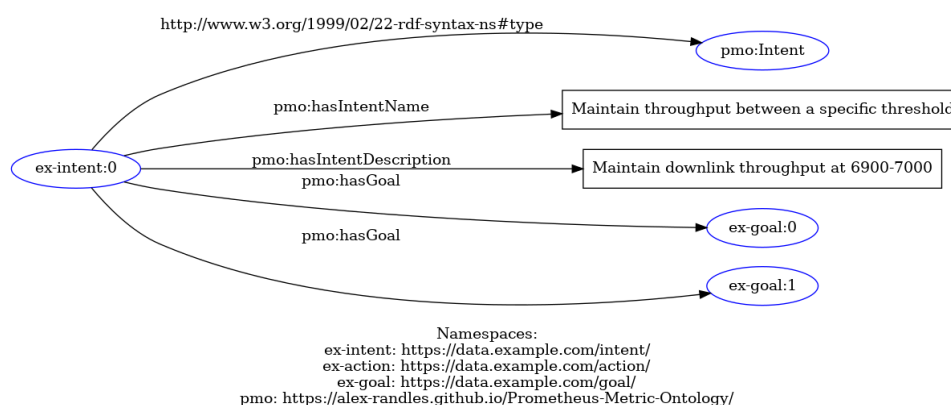 http://www.w3.org/1999/02/22-rdf-syntax-ns#type
pmo:Intent
pmo:hasIntentName
Maintain throughput between a specific threshold
ex-intent:0
pmo:hasIntentDescription
Maintain downlink throughput at 6900-7000
pmo:hasGoal
ex-goal:0
pmo:hasGoal
ex-goal:1
Namespaces:
ex-intent: https://data.example.com/intent/
ex-action: https://data.example.com/action/
ex-goal: https://data.example.com/goal/
pmo: https://alex-randles.github.io/Prometheus-Metric-Ontology/